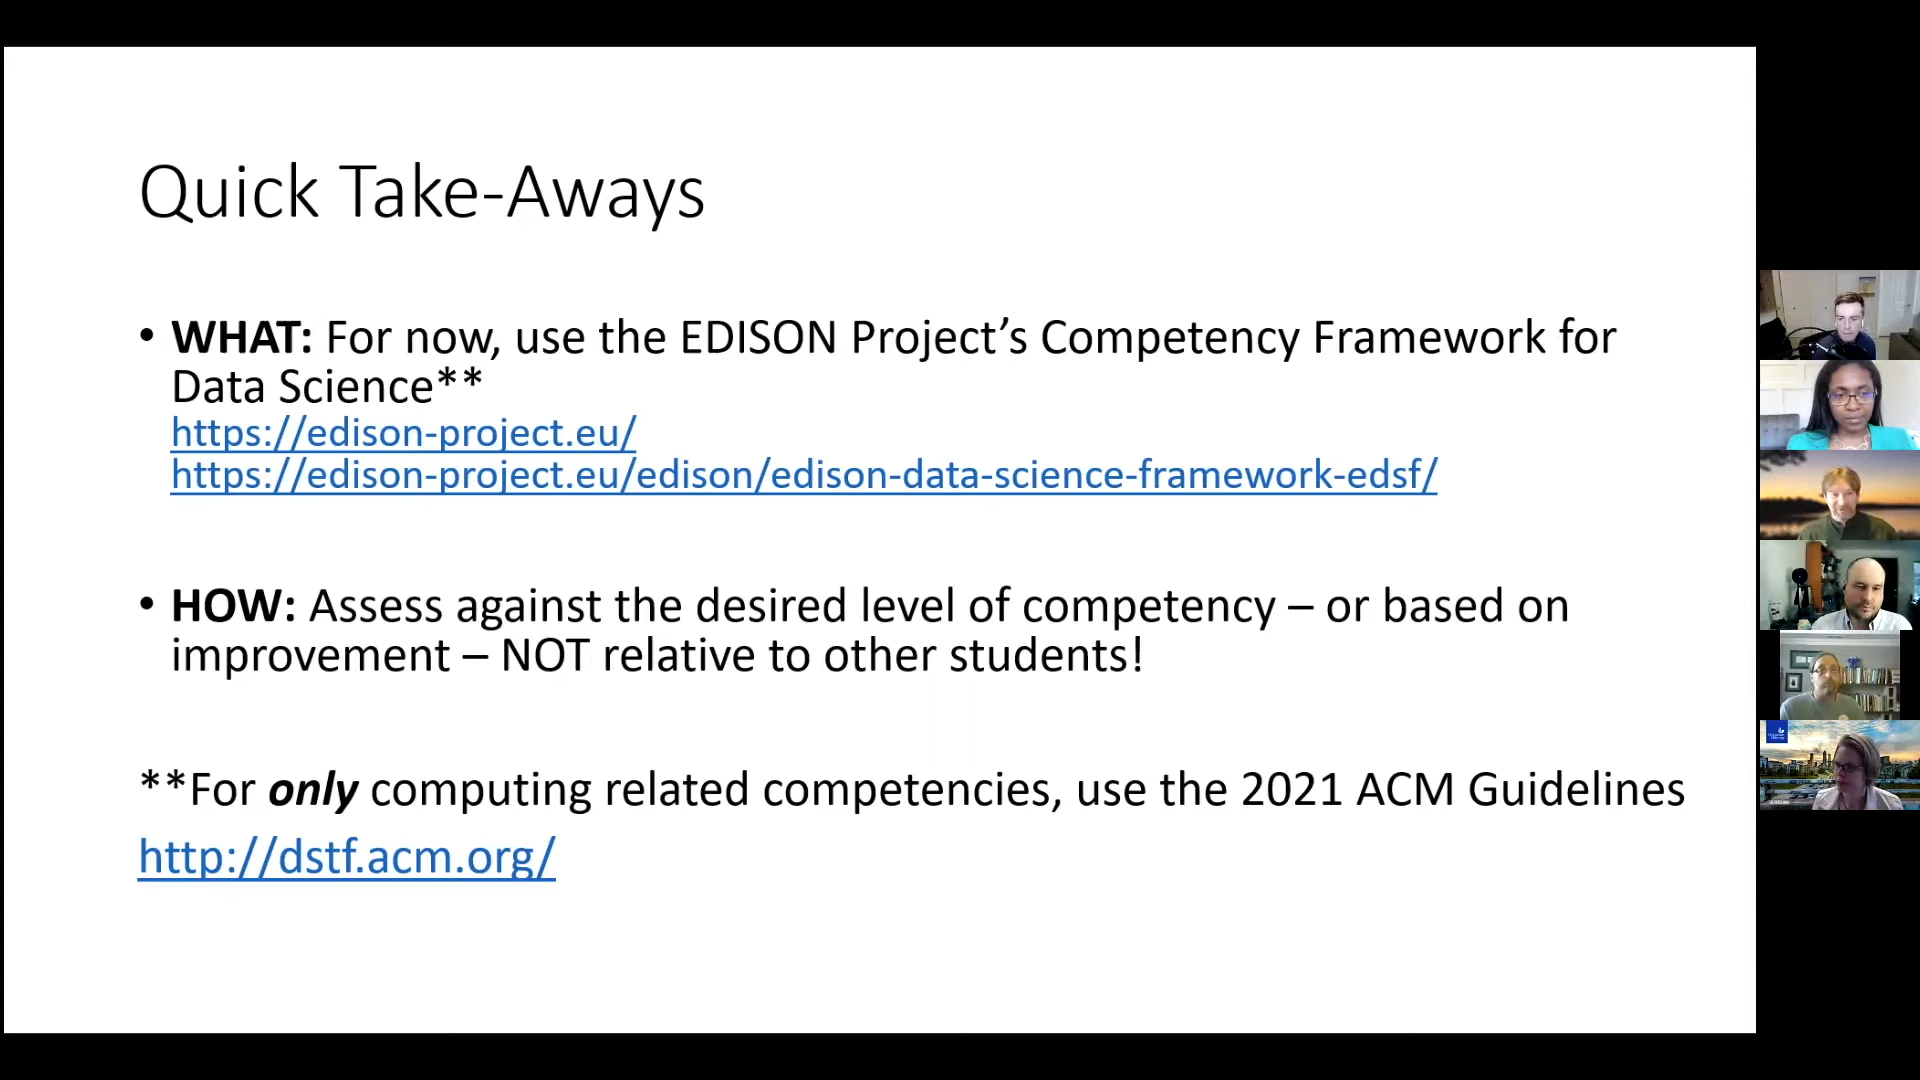 Quick Take-Aways
• WHAT: For now, use the EDISON Project’s Competency Framework for
Data Science**
https://edison-project.eu/
https://edison-project.eu/edison/edison-data-science-framework-edsf/
• HOW: Assess against the desired level of competency – or based on
improvement – NOT relative to other students!
**For only computing related competencies, use the 2021 ACM Guidelines
http://dstf.acm.org/